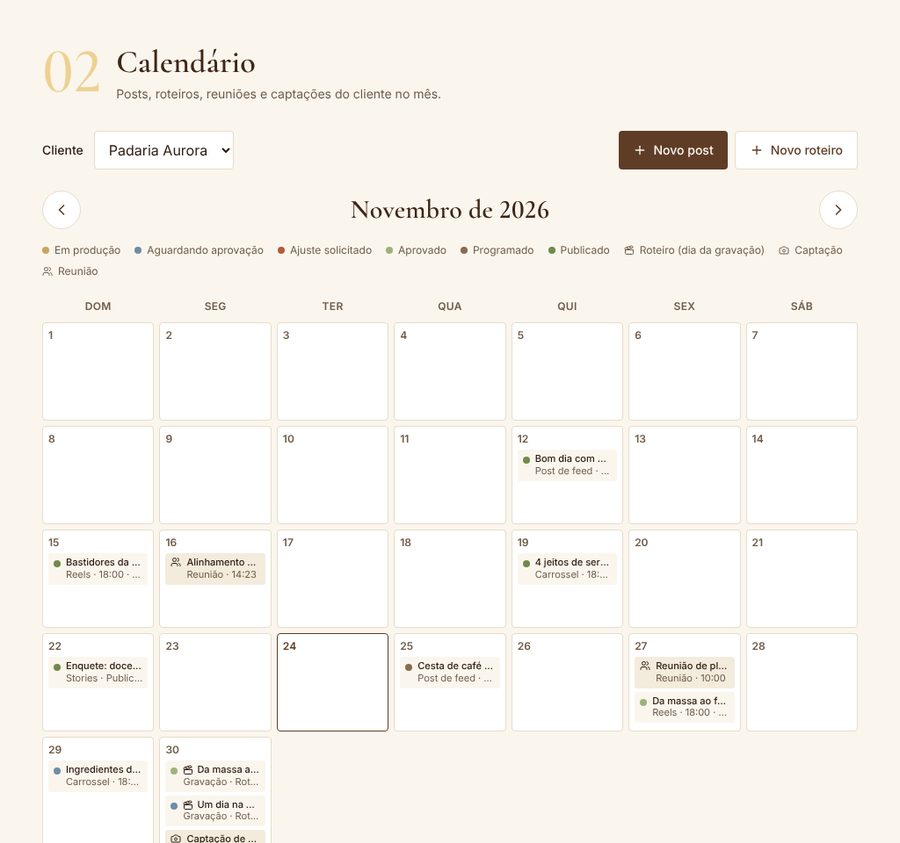 02 Calendário
Posts, roteiros, reuniões e captações do cliente no mês.
Cliente Padaria Aurora + Novo post + Novo roteiro
Novembro de 2026
Em produção Aguardando aprovação Ajuste solicitado Aprovado Programado Publicado Roteiro (dia da gravação) Captação
Reunião
DOM SEG TER QUA QUI SEX SÁB
1 2 3 4 5 6 7
8 9 10 11 12 13 14
Bom dia com ...
Post de feed · ...
15 16 17 18 19 20 21
Bastidores da ... Alinhamento ... 4 jeitos de ser...
Reels · 18:00 · ... Reunião · 14:23 Carrossel · 18:...
22 23 24 25 26 27 28
Enquete: doce... Cesta de café ... Reunião de pl...
Stories · Public... Post de feed · ... Reunião · 10:00
Da massa ao f...
Reels · 18:00 · ...
29 30
Ingredientes d... Da massa a...
Carrossel · 18:... Gravação · Rot...
Um dia na ...
Gravação · Rot...
Captação de ...